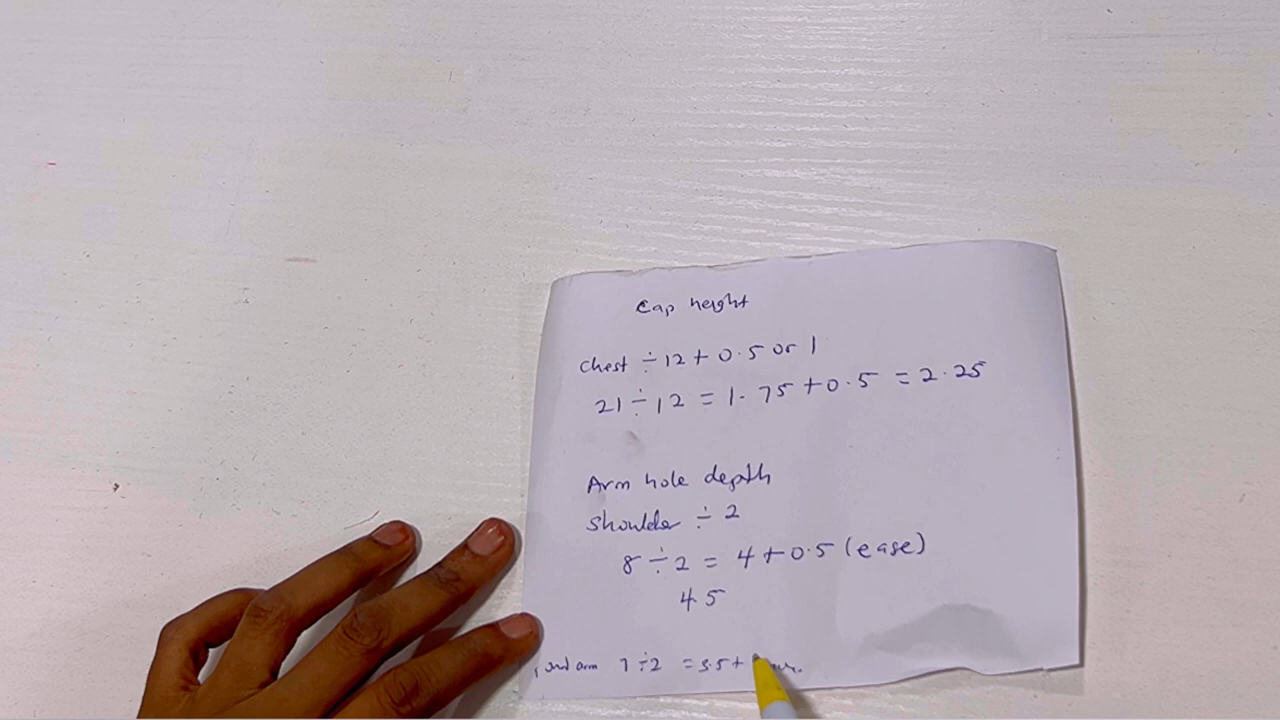 Cap height
Chest ÷ 12 + 0.5 or 1
21 ÷ 12 = 1.75 + 0.5 = 2.25
Arm hole depth
Shoulder ÷ 2
8 ÷ 2 = 4 + 0.5 (ease)
4.5
arm 7 ÷ 2 = 3.5 +